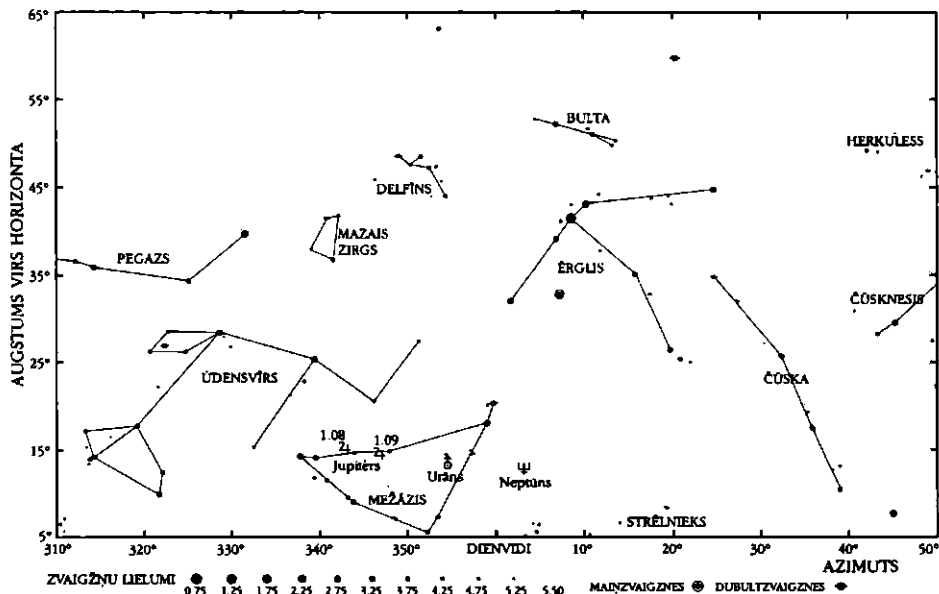 65°
55°
BULTA
HERKULESS
45°
DELFĪNS
MAZAIS
ZIRGS
PEGAZS
ĒRGLIS
ČŪSKNESIS
35°
25°
ŪDENSVĪRS
ČŪSKA
1.08
1.09
15°
Jupiters
Urāns
Neptūns
MEŽĀZIS
STRĒLNIEKS
5°
AUGSTUMS VIRS HORIZONTA
310° 320° 330° 340° 350° DIENVIDI 10° 20° 30° 40° 50°
AZIMUTS
ZVAIGŽŅU LIELUMI 0.75 1.25 1.75 2.25 2.75 3.25 3.75 4.25 4.75 5.25 5.50 MAIŅZVAIGZNES DUBULTZVAIGZNES